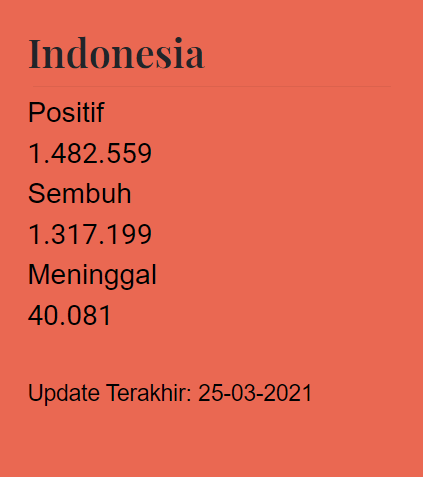 Indonesia
Positif
1.482.559
Sembuh
1.317.199
Meninggal
40.081
Update Terakhir: 25-03-2021